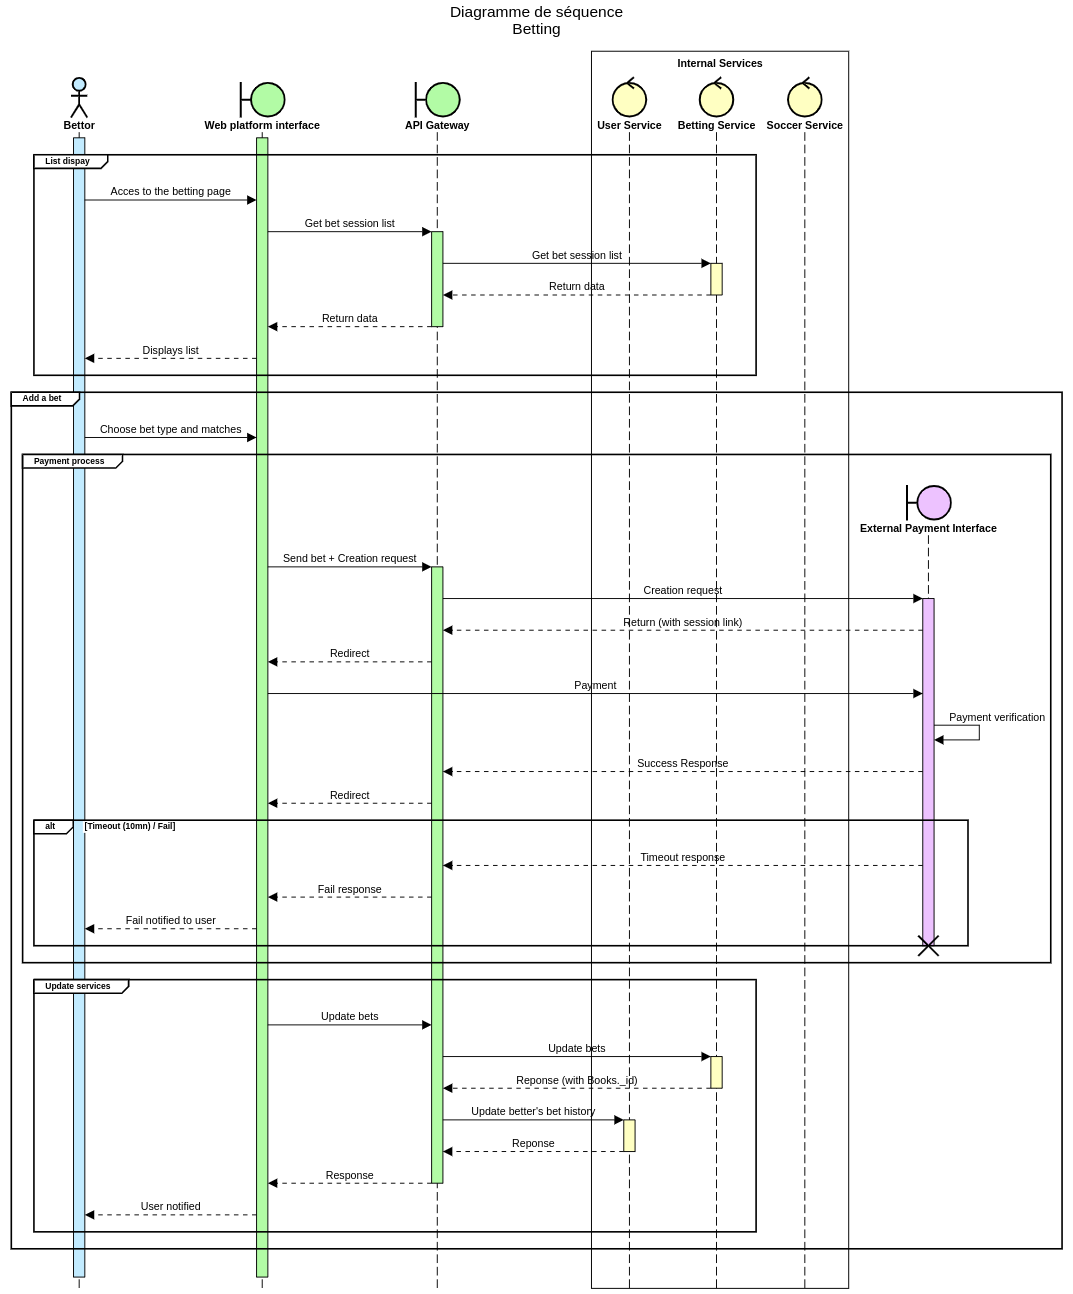 Diagramme de séquence
Betting
Internal Services
Bettor
Web platform interface
API Gateway
User Service
Betting Service
Soccer Service
List dispay
Acces to the betting page
Get bet session list
Get bet session list
Return data
Return data
Displays list
Add a bet
Choose bet type and matches
Payment process
External Payment Interface
Send bet + Creation request
Creation request
Return (with session link)
Redirect
Payment
Payment verification
Success Response
Redirect
alt [Timeout (10mn) / Fail]
Timeout response
Fail response
Fail notified to user
Update services
Update bets
Update bets
Reponse (with Books._id)
Update better's bet history
Reponse
Response
User notified